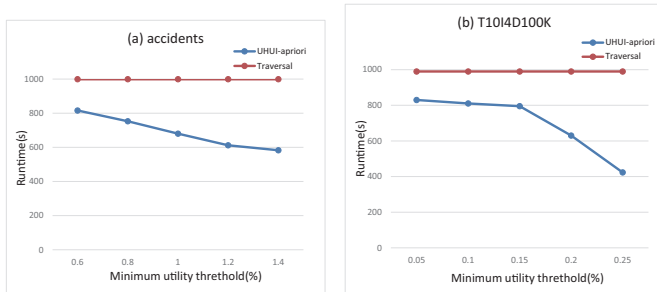 (a) accidents
UHUI-apriori
Traversal
1000
800
600
400
200
0
Runtime(s)
0.6 0.8 1 1.2 1.4
Minimum utility threthold(%)
(b) T10I4D100K
UHUI-apriori
Traversal
1000
800
600
400
200
0
Runtime(s)
0.05 0.1 0.15 0.2 0.25
Minimum utility threthold(%)